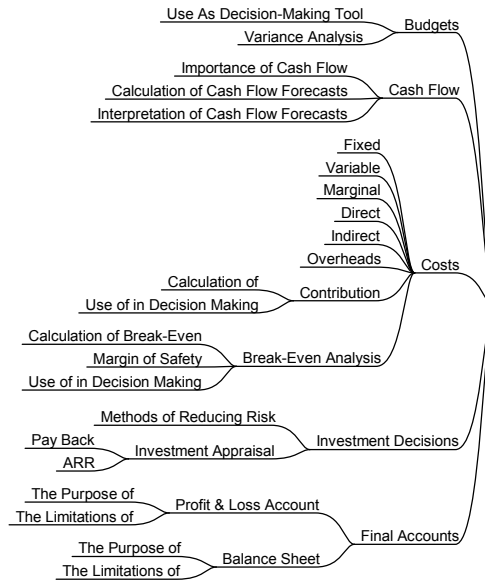 Use As Decision-Making Tool
Variance Analysis
Budgets
Importance of Cash Flow
Calculation of Cash Flow Forecasts
Interpretation of Cash Flow Forecasts
Cash Flow
Fixed
Variable
Marginal
Direct
Indirect
Overheads
Calculation of
Use of in Decision Making
Contribution
Calculation of Break-Even
Margin of Safety
Use of in Decision Making
Break-Even Analysis
Costs
Methods of Reducing Risk
Pay Back
ARR
Investment Appraisal
Investment Decisions
The Purpose of
The Limitations of
Profit & Loss Account
The Purpose of
The Limitations of
Balance Sheet
Final Accounts